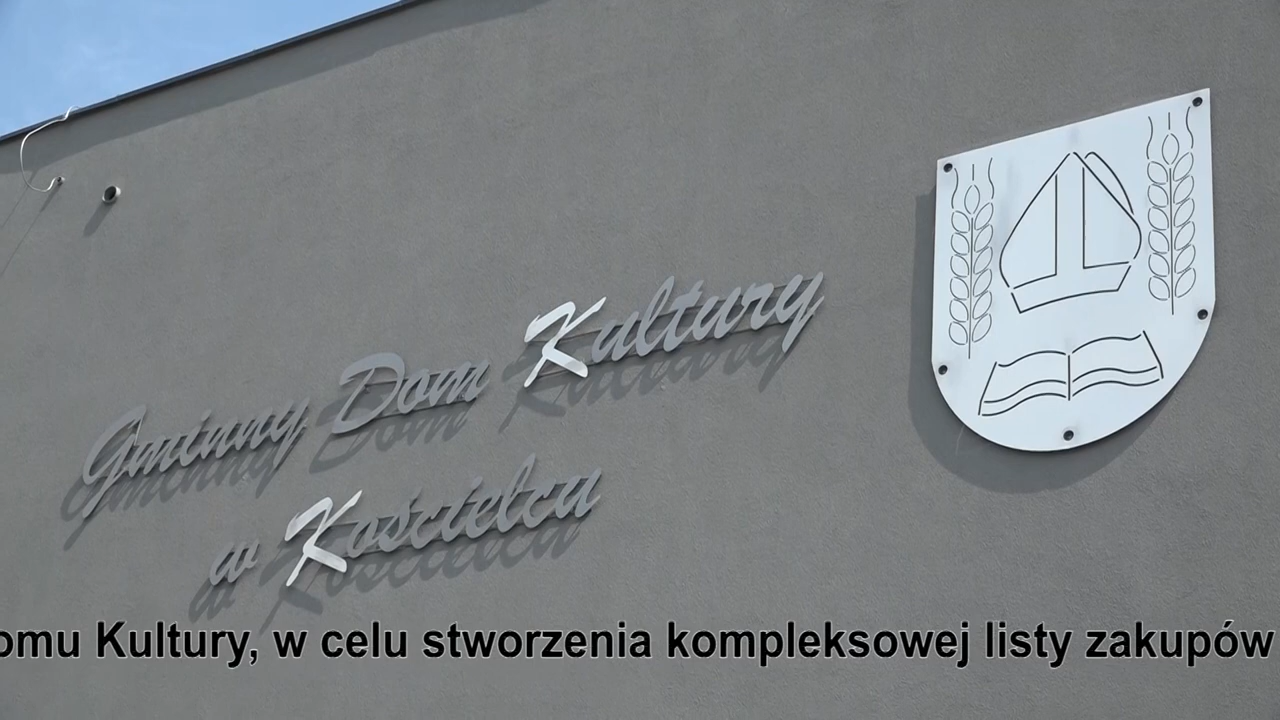 Gminny Dom Kultury
w Kościelcu
omu Kultury, w celu stworzenia kompleksowej listy zakupów